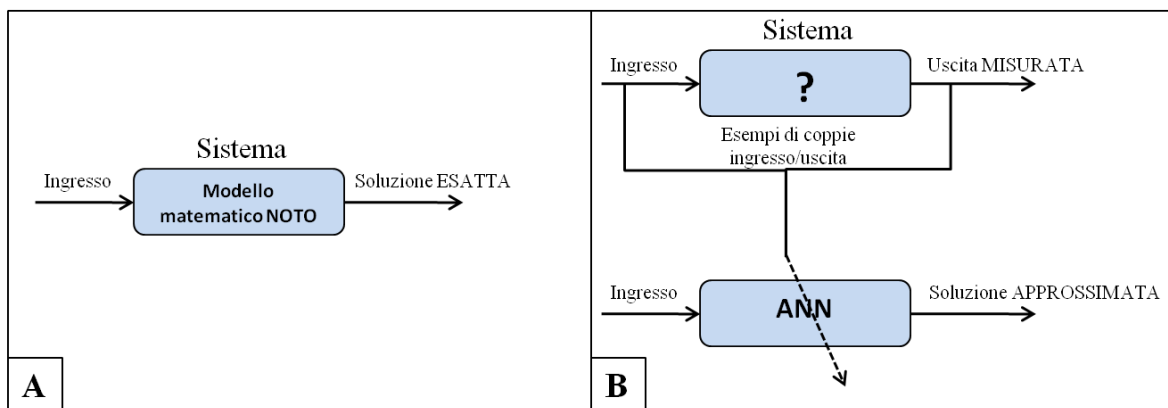 Sistema
Ingresso
Modello
matematico NOTO
Soluzione ESATTA
A
Sistema
Ingresso
?
Uscita MISURATA
Esempi di coppie
ingresso/uscita
Ingresso
ANN
Soluzione APPROSSIMATA
B